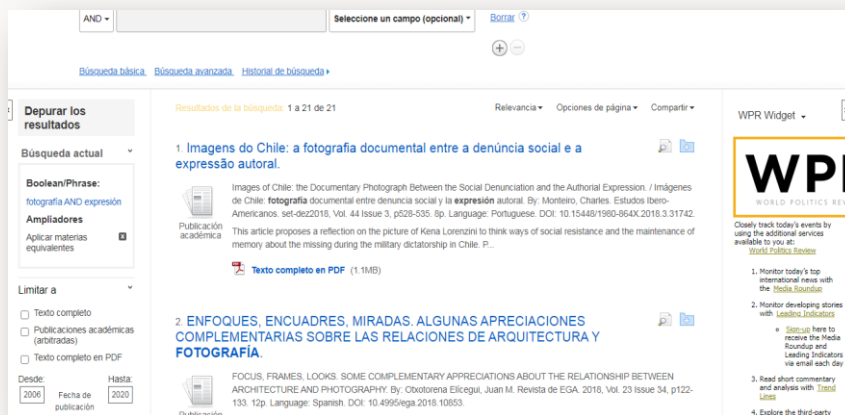 AND
Seleccione un campo (opcional)
Borrar
?
Búsqueda básica Búsqueda avanzada Historial de búsqueda
Depurar los
resultados
Búsqueda actual
Boolean/Phrase:
fotografía AND expresión
Ampliadores
Aplicar materias
equivalentes
Limitar a
Texto completo
Publicaciones académicas
(arbitradas)
Texto completo en PDF
Desde: Hasta:
2006 Fecha de 2020
publicación
Resultados de la búsqueda: 1 a 21 de 21
Relevancia Opciones de página Compartir
1. Imagens do Chile: a fotografia documental entre a denúncia social e a
expressão autoral.
Images of Chile: the Documentary Photograph Between the Social Denunciation and the Authorial Expression. / Imágenes
de Chile: fotografía documental entre denuncia social y la expresión autoral. By: Monteiro, Charles. Estudos Ibero-
Americanos. set-dez2018, Vol. 44 Issue 3, p528-535. 8p. Language: Portuguese. DOI: 10.15448/1980-864X.2018.3.31742.
Publicación
académica
This article proposes a reflection on the picture of Kena Lorenzini to think ways of social resistance and the maintenance of
memory about the missing during the military dictatorship in Chile. P...
Texto completo en PDF (1.1MB)
2. ENFOQUES, ENCUADRES, MIRADAS. ALGUNAS APRECIACIONES
COMPLEMENTARIAS SOBRE LAS RELACIONES DE ARQUITECTURA Y
FOTOGRAFÍA.
FOCUS, FRAMES, LOOKS. SOME COMPLEMENTARY APPRECIATIONS ABOUT THE RELATIONSHIP BETWEEN
ARCHITECTURE AND PHOTOGRAPHY. By: Otxotorena Elícegui, Juan M. Revista de EGA. 2018, Vol. 23 Issue 34, p122-
133. 12p. Language: Spanish. DOI: 10.4995/ega.2018.10853.
Publicación
WPR Widget
WPR
WORLD POLITICS REV
Closely track today's events by
using the additional services
available to you at:
World Politics Review
1. Monitor today's top
international news with
the Media Roundup
2. Monitor developing stories
with Leading Indicators
Sign-up here to
receive the Media
Roundup and
Leading Indicators
via email each day
3. Read short commentary
and analysis with Trend
Lines
4. Explore the third-party